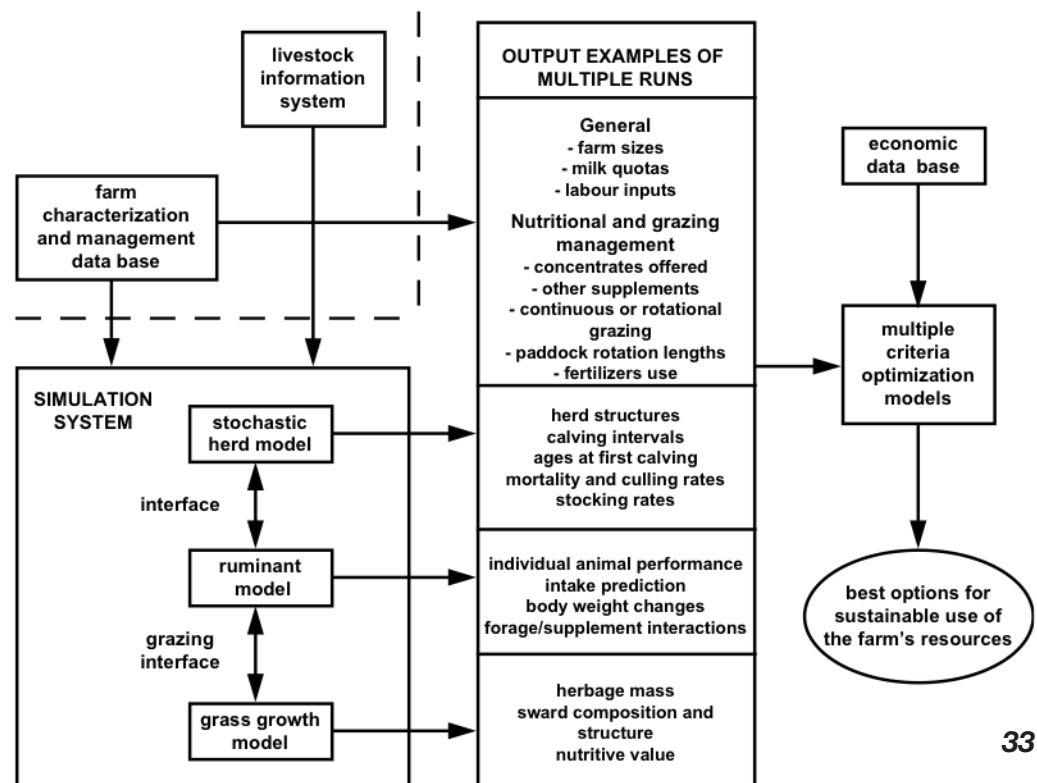 livestock
information
system
farm
characterization
and management
data base
SIMULATION
SYSTEM
stochastic
herd model
interface
ruminant
model
grazing
interface
grass growth
model
OUTPUT EXAMPLES OF
MULTIPLE RUNS
General
- farm sizes
- milk quotas
- labour inputs
Nutritional and grazing
management
- concentrates offered
- other supplements
- continuous or rotational
grazing
- paddock rotation lengths
- fertilizers use
herd structures
calving intervals
ages at first calving
mortality and culling rates
stocking rates
individual animal performance
intake prediction
body weight changes
forage/supplement interactions
herbage mass
sward composition and
structure
nutritive value
economic
data base
multiple
criteria
optimization
models
best options for
sustainable use of
the farm's resources
33